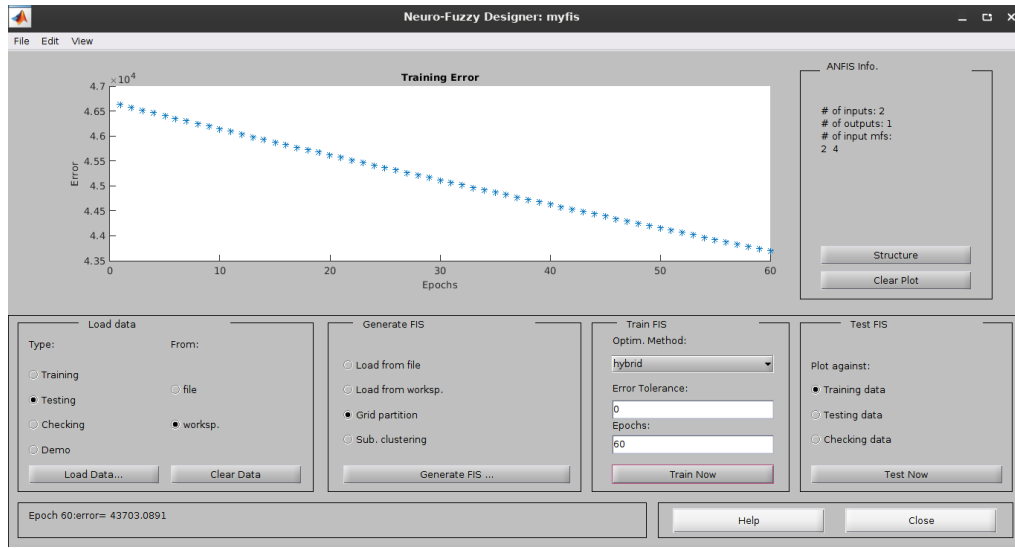 Neuro-Fuzzy Designer: myfis
File Edit View
Training Error
×10^4
4.7
4.65
4.6
4.55
4.5
4.45
4.4
4.35
Error
0 10 20 30 40 50 60
Epochs
ANFIS Info.
# of inputs: 2
# of outputs: 1
# of input mfs:
2 4
Structure
Clear Plot
Load data
Type: From:
Training
file
Testing
Checking
worksp.
Demo
Load Data... Clear Data
Generate FIS
Load from file
Load from worksp.
Grid partition
Sub. clustering
Generate FIS ...
Train FIS
Optim. Method:
hybrid
Error Tolerance:
0
Epochs:
60
Train Now
Test FIS
Plot against:
Training data
Testing data
Checking data
Test Now
Epoch 60:error= 43703.0891
Help Close